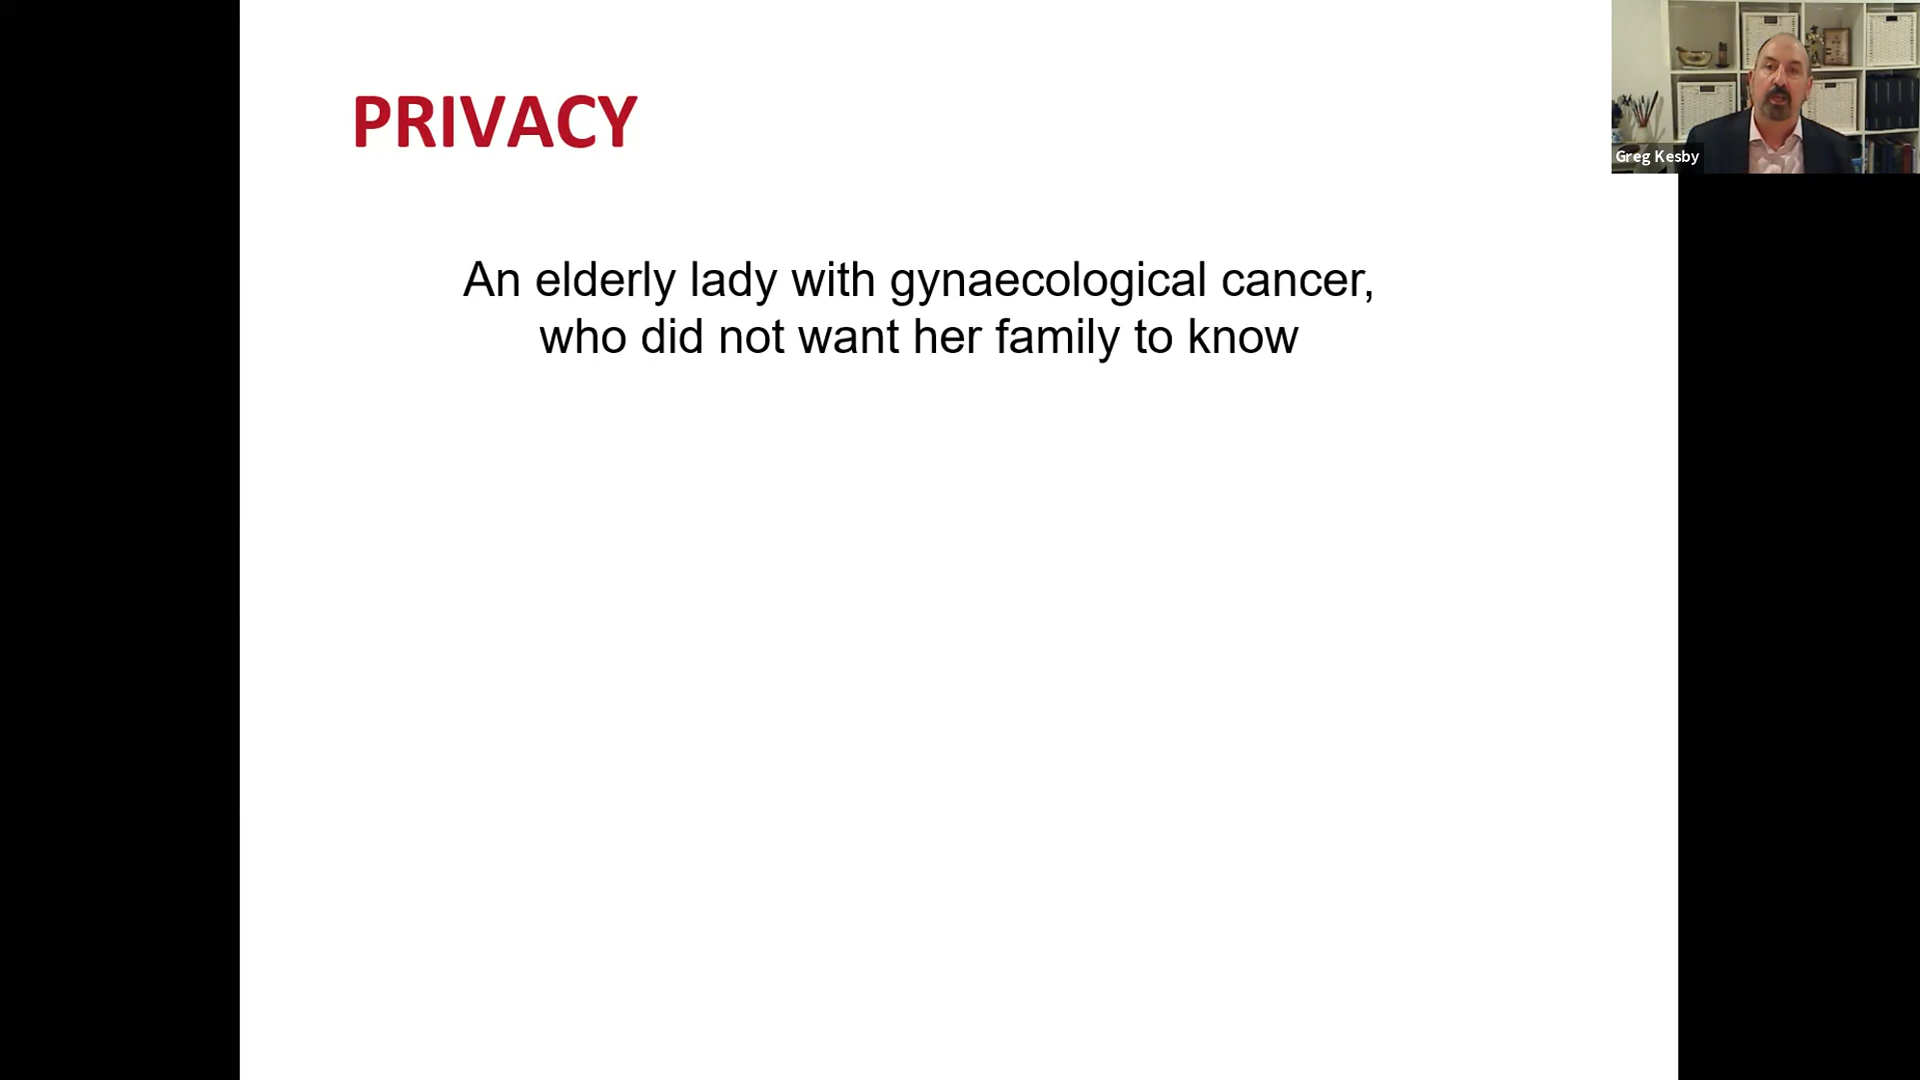 PRIVACY
An elderly lady with gynaecological cancer,
who did not want her family to know
Greg Kesby